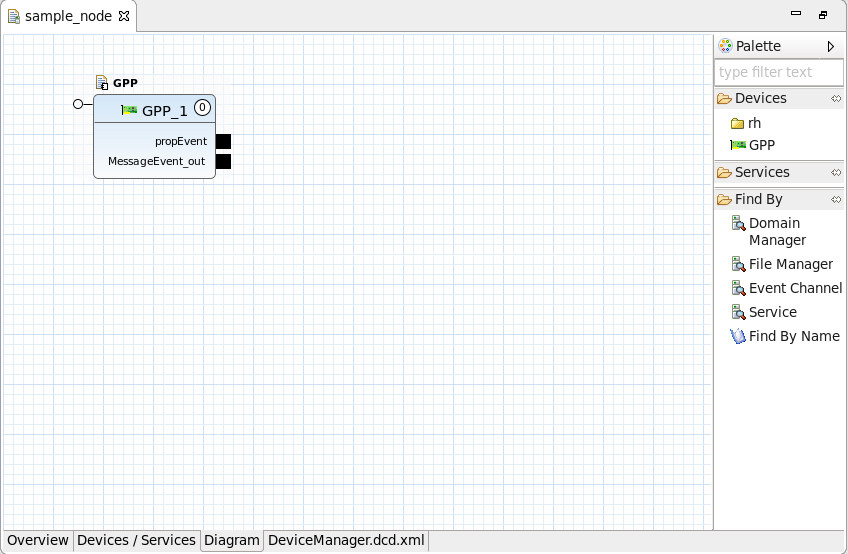 sample_node
GPP
GPP_1
0
propEvent
MessageEvent_out
Palette
type filter text
Devices
rh
GPP
Services
Find By
Domain
Manager
File Manager
Event Channel
Service
Find By Name
Overview
Devices / Services
Diagram
DeviceManager.dcd.xml